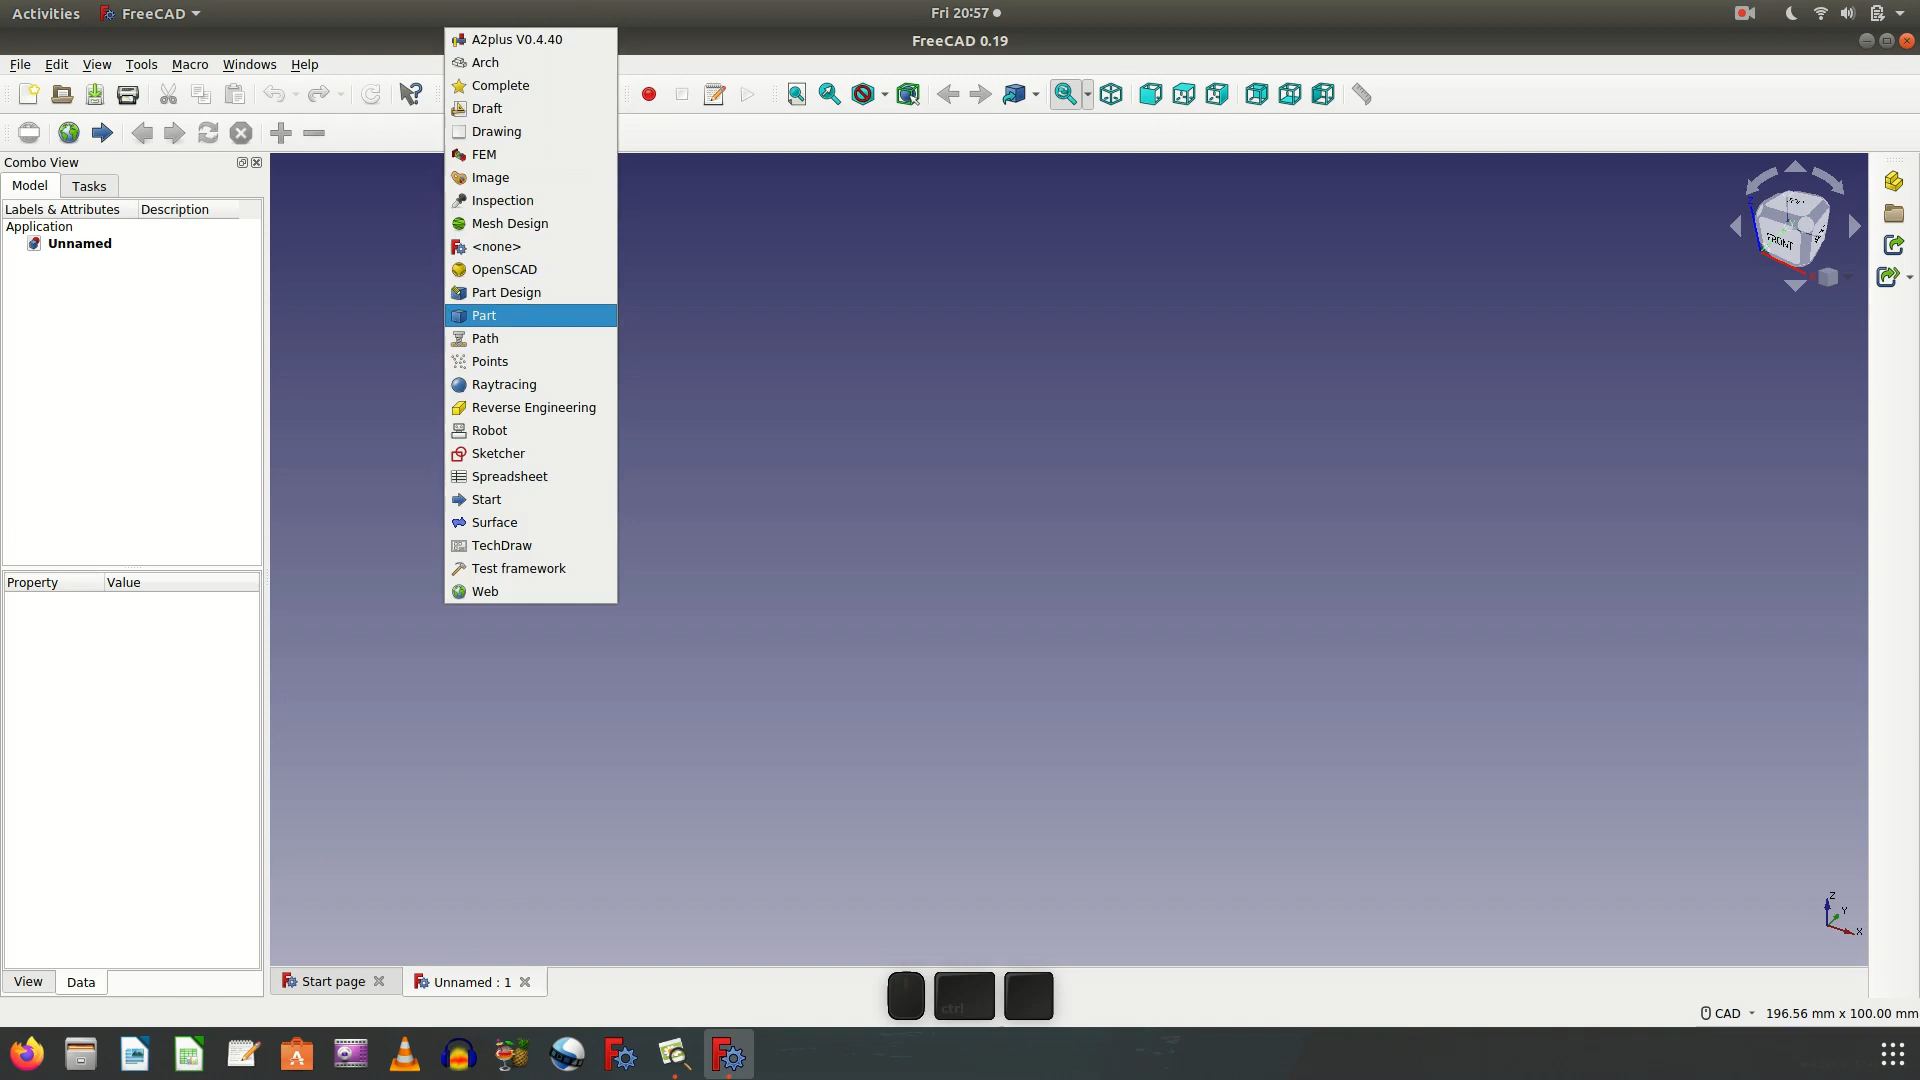 Activities FreeCAD Fri 20:57
FreeCAD 0.19
File Edit View Tools Macro Windows Help
A2plus V0.4.40
Arch
Complete
Draft
Drawing
FEM
Image
Inspection
Mesh Design
<none>
OpenSCAD
Part Design
Part
Path
Points
Raytracing
Reverse Engineering
Robot
Sketcher
Spreadsheet
Start
Surface
TechDraw
Test framework
Web
Combo View
Model Tasks
Labels & Attributes Description
Application
Unnamed
Property Value
View Data
FRONT
Z
Y
X
Start page Unnamed : 1
ctrl
CAD 196.56 mm x 100.00 mm